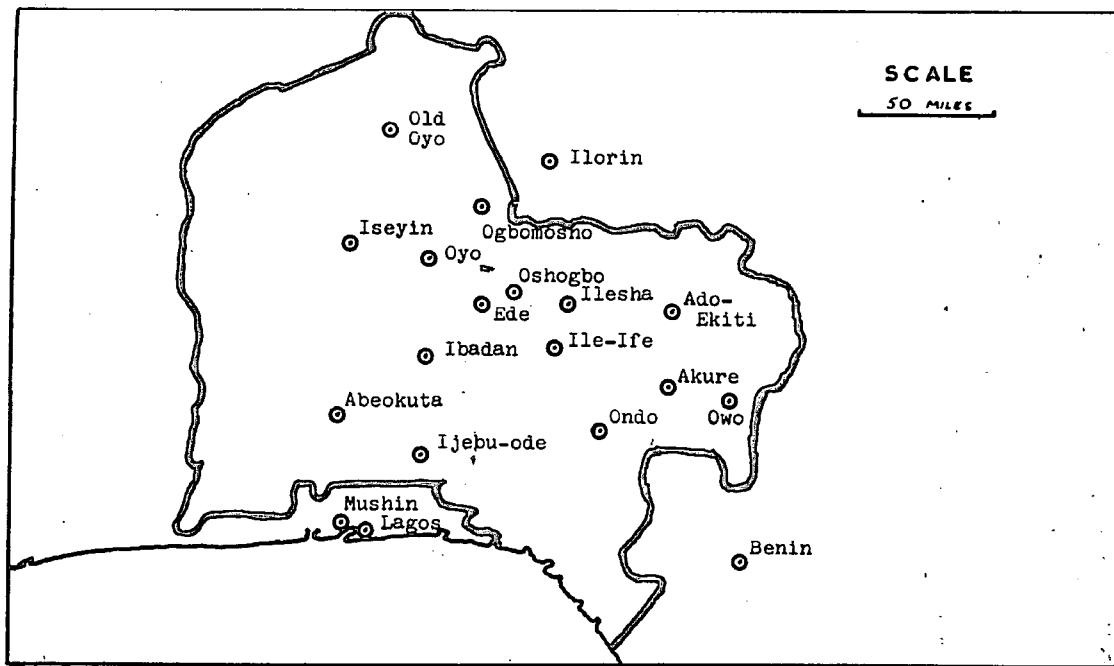 SCALE
50 MILES
Old
Oyo
Ilorin
Ogbomosho
Iseyin
Oyo
Oshogbo
Ilesha
Ede
Ado-
Ekiti
Ile-Ife
Ibadan
Akure
Abeokuta
Owo
Ondo
Ijebu-ode
Mushin
Lagos
Benin